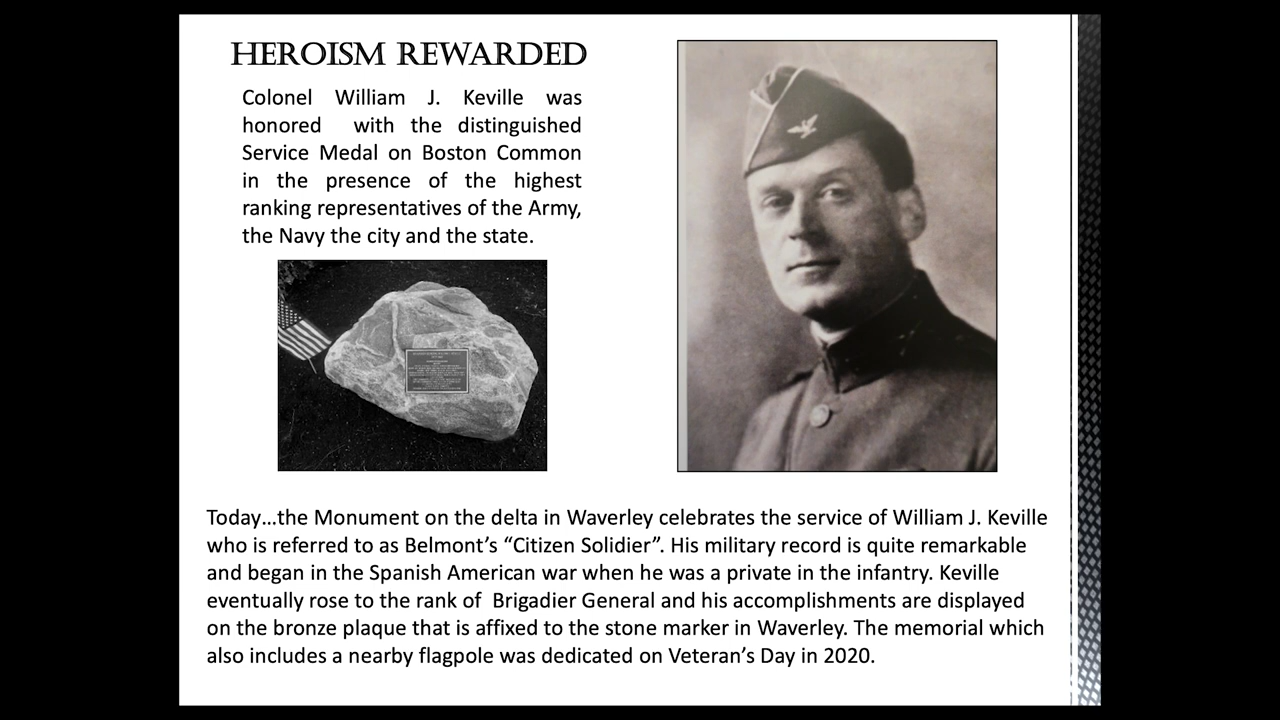 HEROISM REWARDED
Colonel William J. Keville was
honored with the distinguished
Service Medal on Boston Common
in the presence of the highest
ranking representatives of the Army,
the Navy the city and the state.
Today…the Monument on the delta in Waverley celebrates the service of William J. Keville
who is referred to as Belmont’s “Citizen Solidier”. His military record is quite remarkable
and began in the Spanish American war when he was a private in the infantry. Keville
eventually rose to the rank of Brigadier General and his accomplishments are displayed
on the bronze plaque that is affixed to the stone marker in Waverley. The memorial which
also includes a nearby flagpole was dedicated on Veteran’s Day in 2020.